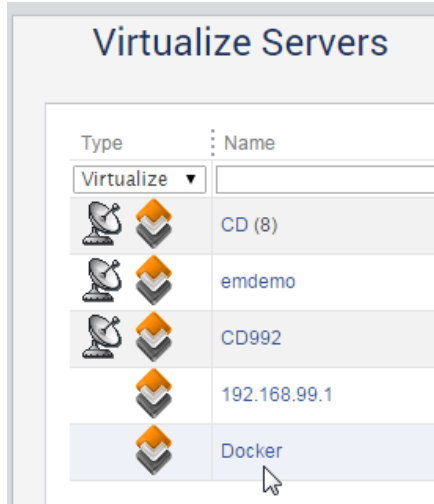 Virtualize Servers
Type Name
Virtualize ▼
CD (8)
emdemo
CD992
192.168.99.1
Docker